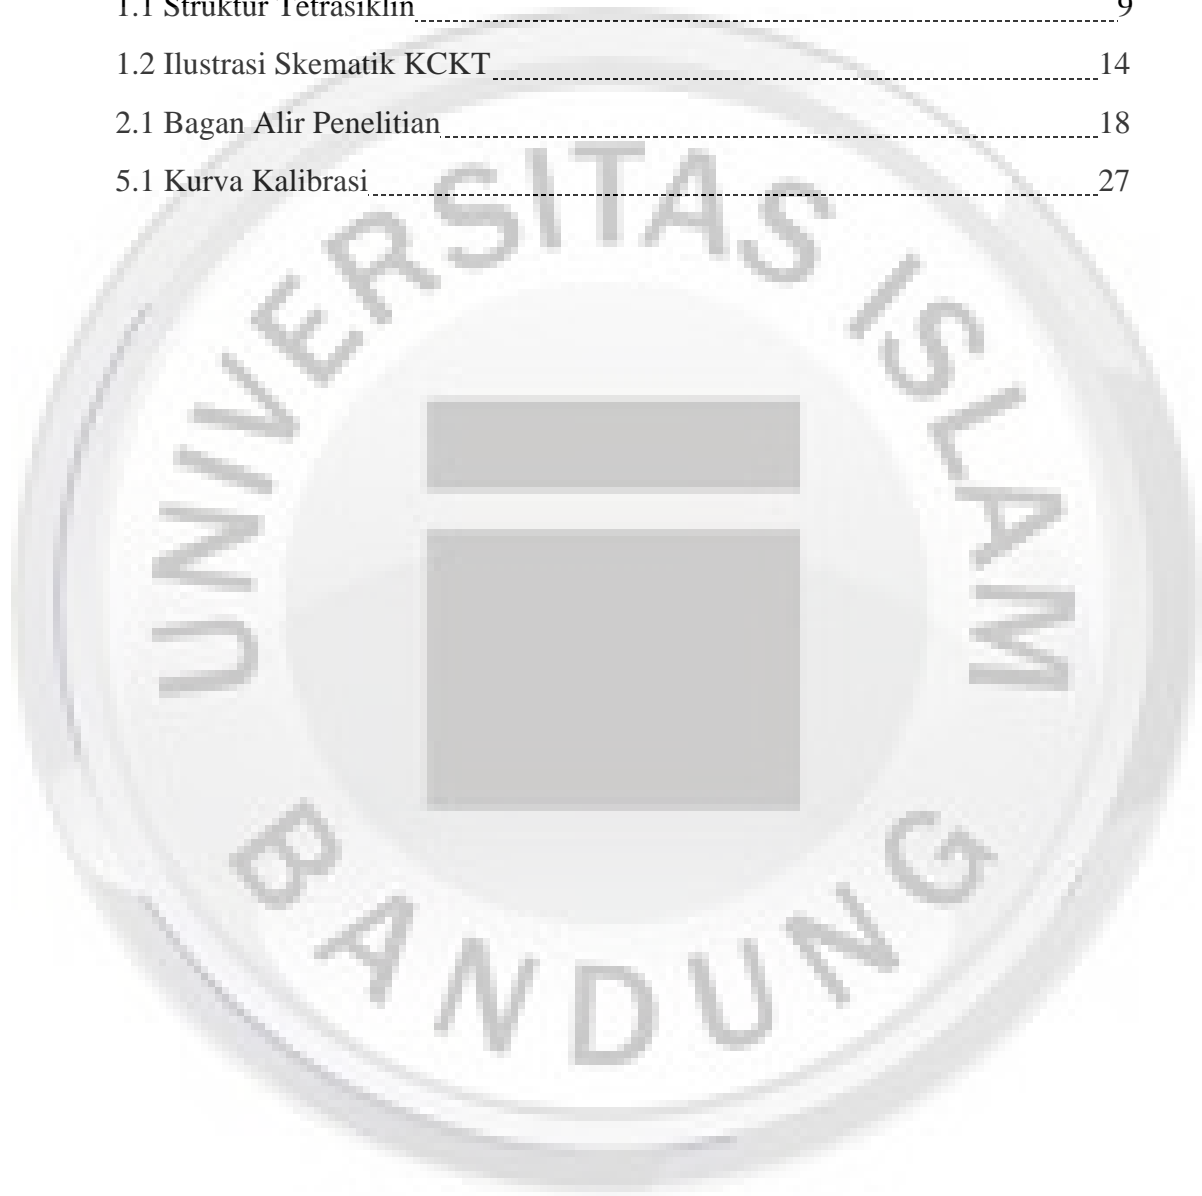 1.1 Struktur Tetrasiklin 9
1.2 Ilustrasi Skematik KCKT 14
2.1 Bagan Alir Penelitian 18
5.1 Kurva Kalibrasi 27
UNIVERSITAS ISLAM
BANDUNG